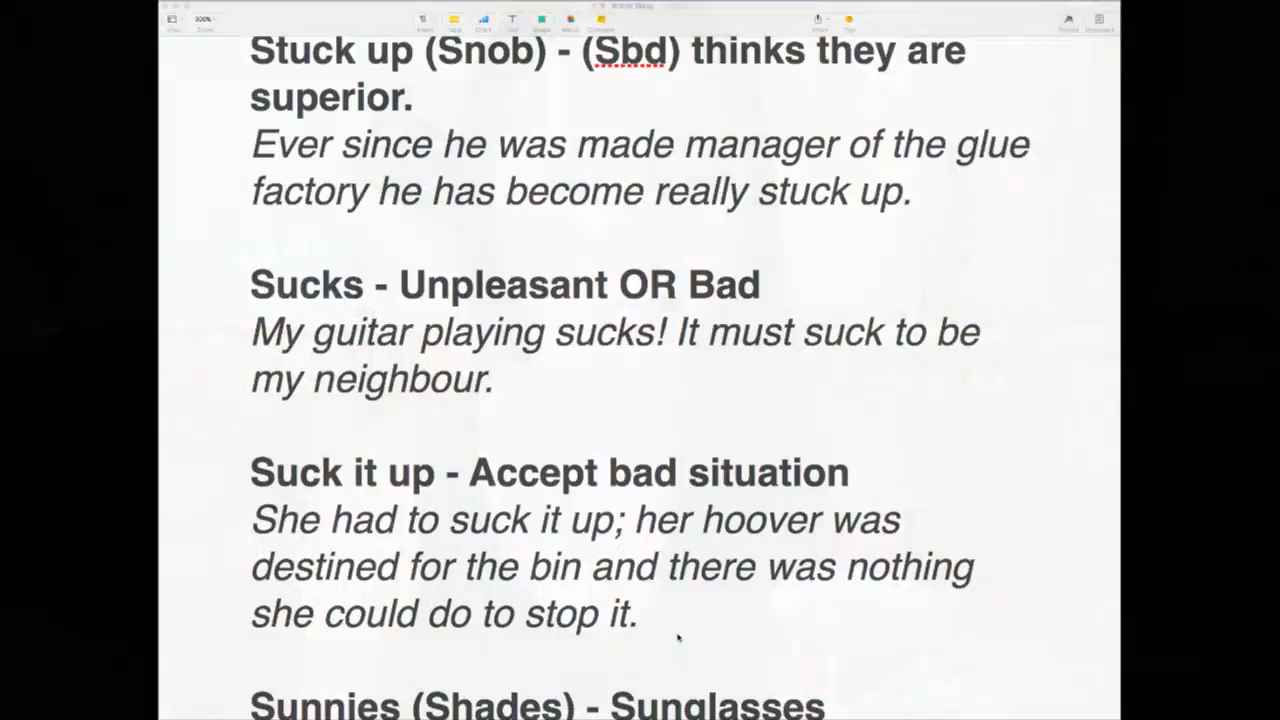 200%
Stuck up (Snob) - (Sbd) thinks they are
superior.
Ever since he was made manager of the glue
factory he has become really stuck up.
Sucks - Unpleasant OR Bad
My guitar playing sucks! It must suck to be
my neighbour.
Suck it up - Accept bad situation
She had to suck it up; her hoover was
destined for the bin and there was nothing
she could do to stop it.
Sunnies (Shades) - Sunglasses